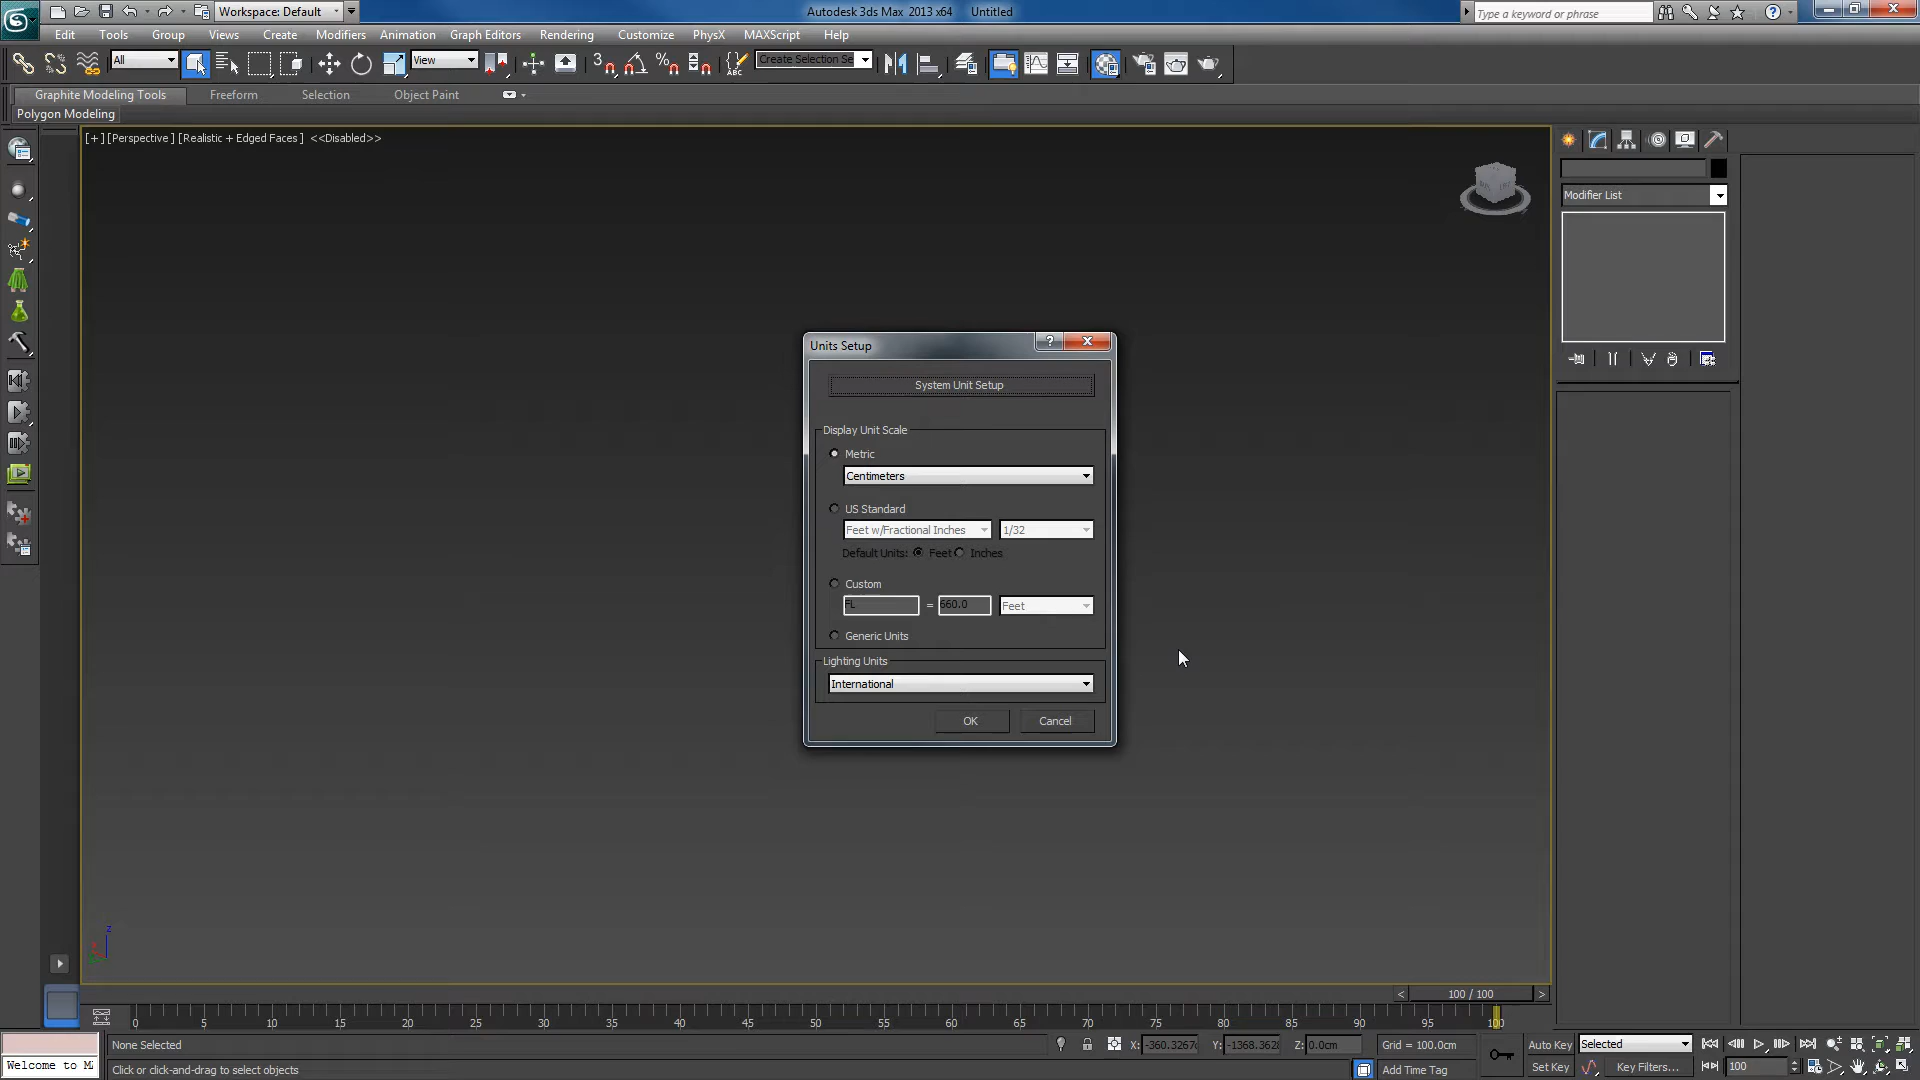 Workspace: Default
Autodesk 3ds Max 2013 x64 Untitled
Type a keyword or phrase
Edit Tools Group Views Create Modifiers Animation Graph Editors Rendering Customize PhysX MAXScript Help
All
View
3
%
ABC
Create Selection Se
Graphite Modeling Tools Freeform Selection Object Paint
Polygon Modeling
[+] [Perspective] [Realistic + Edged Faces] <<Disabled>>
Modifier List
Units Setup
System Unit Setup
Display Unit Scale
Metric
Centimeters
US Standard
Feet w/Fractional Inches 1/32
Default Units: Feet Inches
Custom
FL = 660.0 Feet
Generic Units
Lighting Units
International
OK Cancel
z
< 100 / 100 >
0 5 10 15 20 25 30 35 40 45 50 55 60 65 70 75 80 85 90 95 100
None Selected
X: -360.3267 Y: -1368.362 Z: 0.0cm Grid = 100.0cm
Auto Key Selected
Welcome to M
Click or click-and-drag to select objects
Add Time Tag
Set Key Key Filters... 100